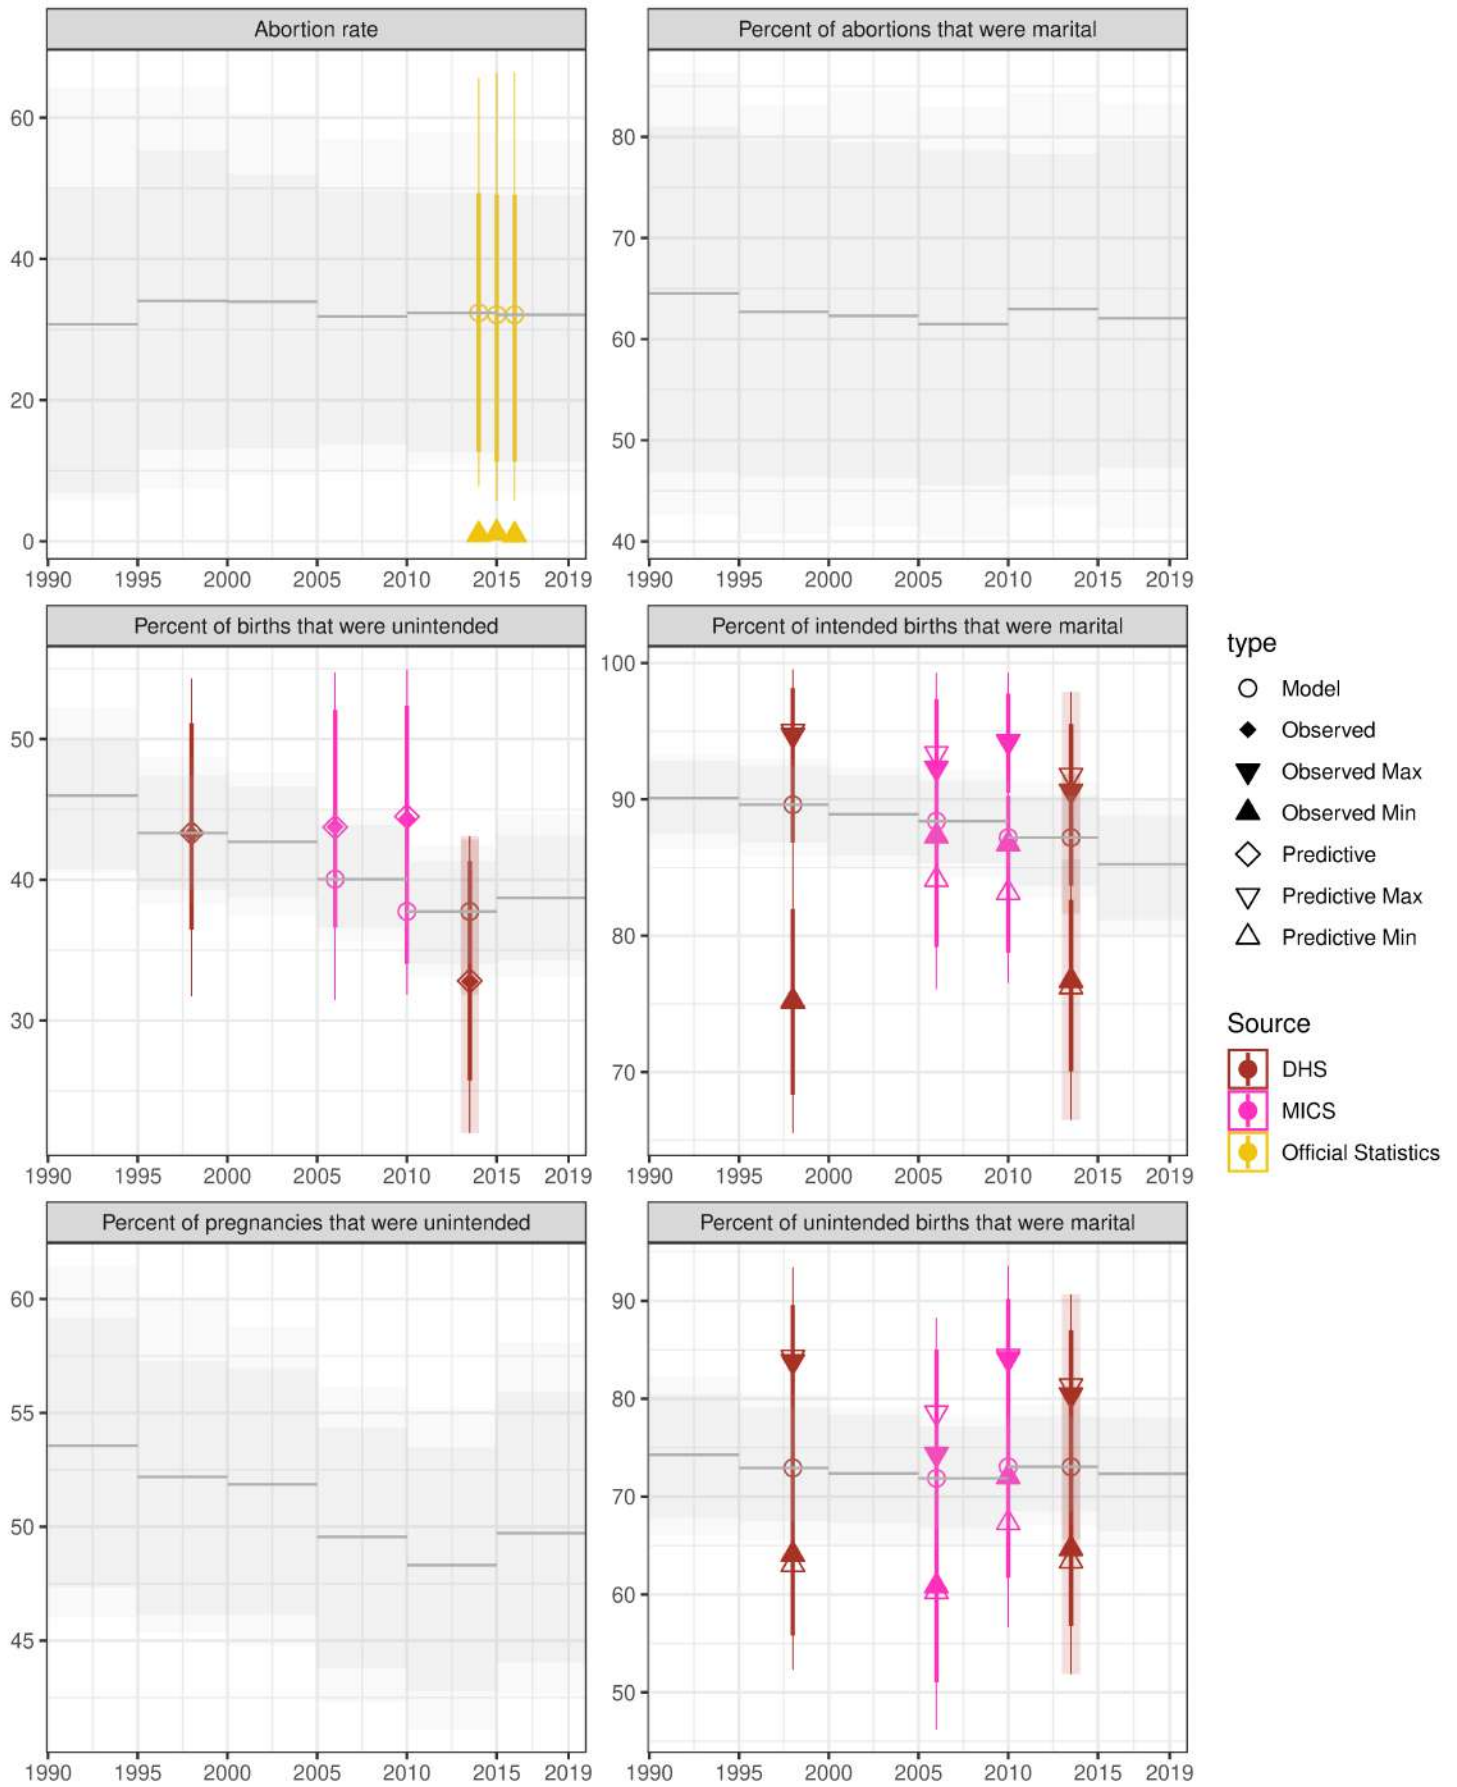 Abortion rate
Percent of abortions that were marital
60
40
20
0
80
70
60
50
40
1990 1995 2000 2005 2010 2015 2019
1990 1995 2000 2005 2010 2015 2019
Percent of births that were unintended
Percent of intended births that were marital
50
40
30
100
90
80
70
1990 1995 2000 2005 2010 2015 2019
1990 1995 2000 2005 2010 2015 2019
Percent of pregnancies that were unintended
Percent of unintended births that were marital
60
55
50
45
90
80
70
60
50
1990 1995 2000 2005 2010 2015 2019
1990 1995 2000 2005 2010 2015 2019
type
Model
Observed
Observed Max
Observed Min
Predictive
Predictive Max
Predictive Min
Source
DHS
MICS
Official Statistics